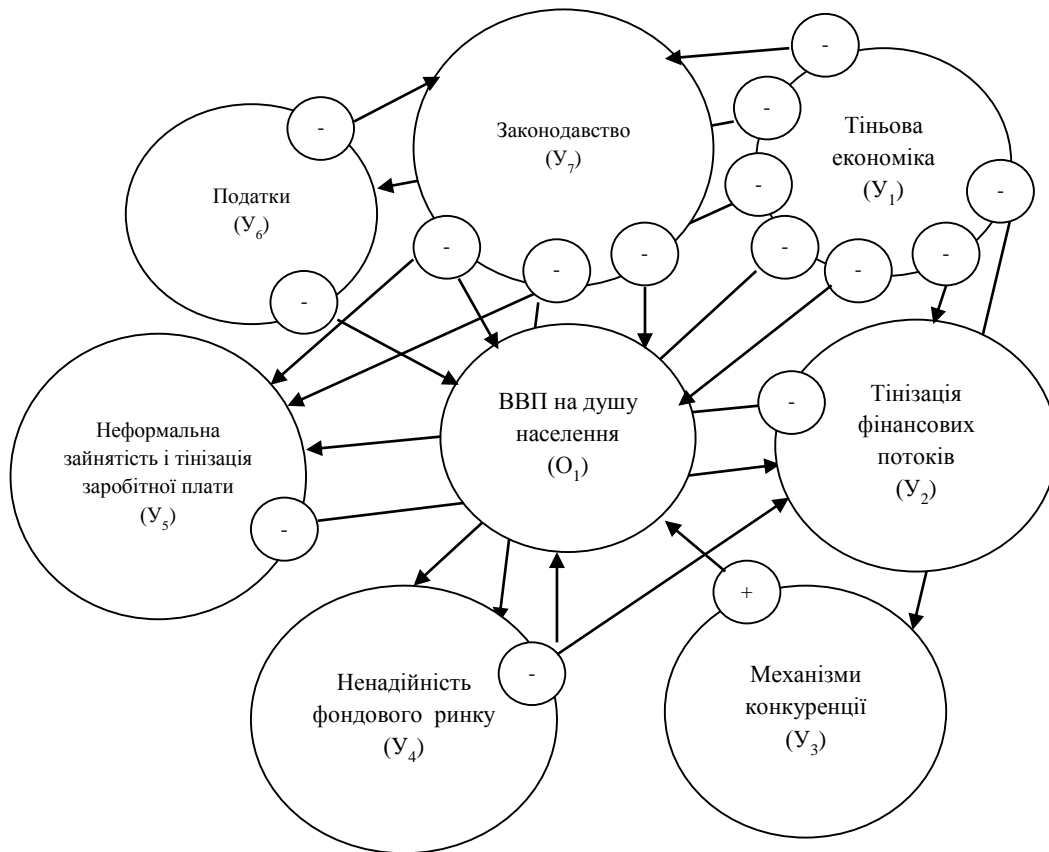 -
-
-
Законодавство
(У₇)
-
Тіньова
економіка
(У₁)
Податки
(У₆)
-
-
-
-
-
-
-
-
-
ВВП на душу
населення
(О₁)
-
Тінізація
фінансових
потоків
(У₂)
Неформальна
зайнятість і тінізація
заробітної плати
(У₅)
-
+
-
Ненадійність
фондового ринку
(У₄)
Механізми
конкуренції
(У₃)